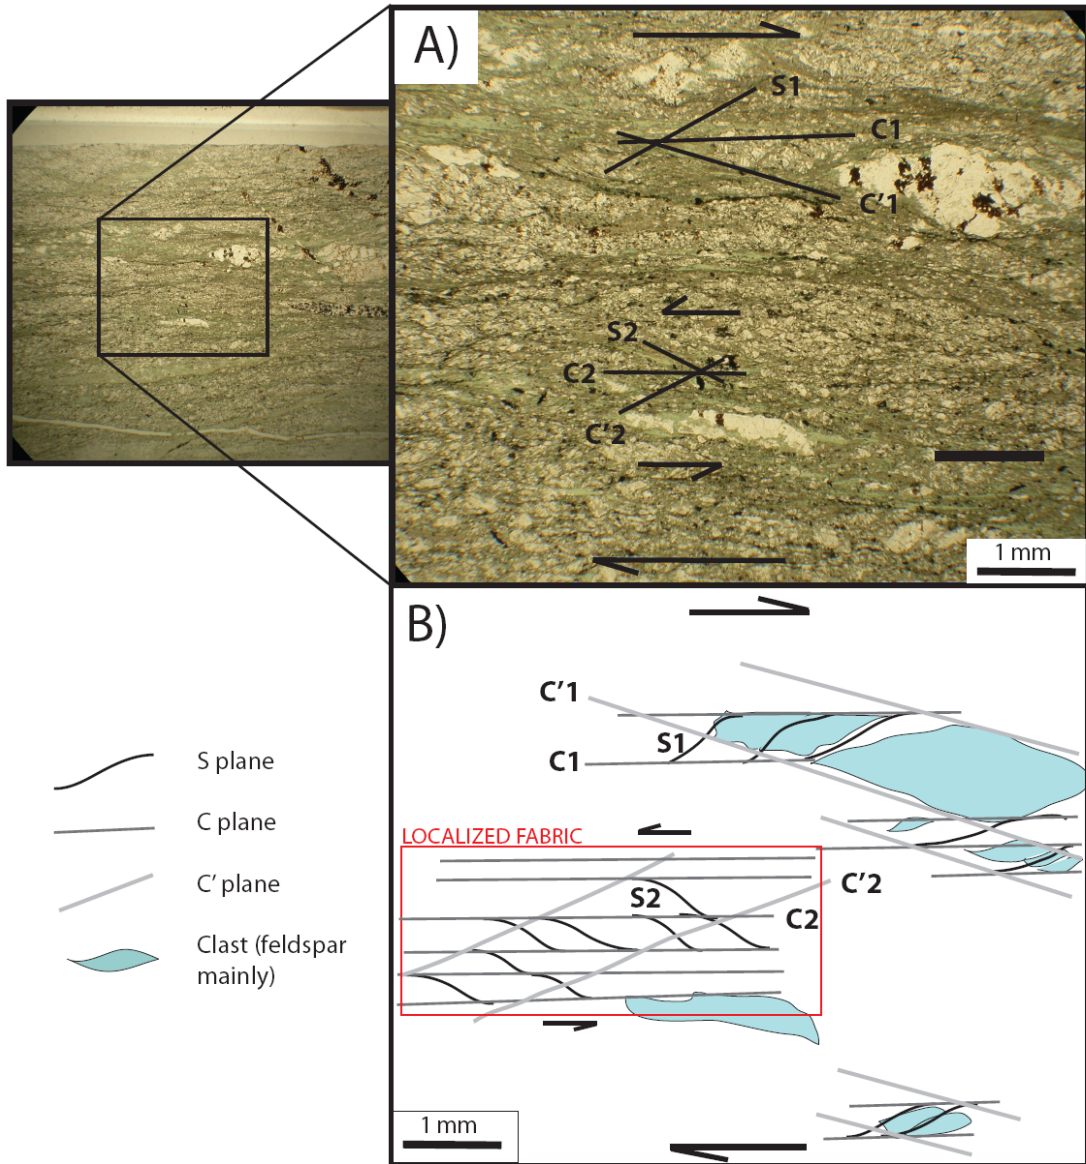 A)
S1
C1
C'1
S2
C2
C'2
1 mm
B)
C'1
S1
C1
LOCALIZED FABRIC
S2
C'2
C2
1 mm
S plane
C plane
C' plane
Clast (feldspar
mainly)